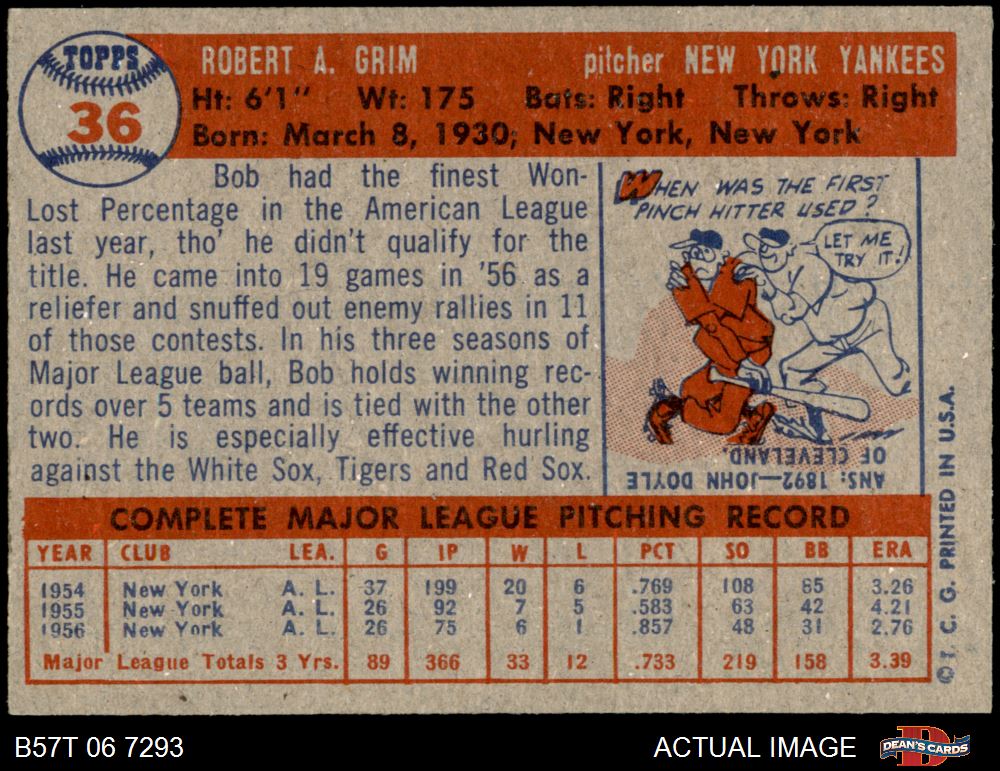 TOPPS
36
ROBERT A. GRIM pitcher NEW YORK YANKEES
Ht: 6'1" Wt: 175 Bats: Right Throws: Right
Born: March 8, 1930; New York, New York
Bob had the finest Won-
Lost Percentage in the American League
last year, tho' he didn't qualify for the
title. He came into 19 games in '56 as a
reliefer and snuffed out enemy rallies in 11
of those contests. In his three seasons of
Major League ball, Bob holds winning rec-
ords over 5 teams and is tied with the other
two. He is especially effective hurling
against the White Sox, Tigers and Red Sox.
WHEN WAS THE FIRST
PINCH HITTER USED?
LET ME
TRY IT!
ANS: 1892—JOHN DOYLE
OF CLEVELAND.
COMPLETE MAJOR LEAGUE PITCHING RECORD
YEAR CLUB LEA. G IP W L PCT SO BB ERA
1954 New York A. L. 37 199 20 6 .769 108 85 3.26
1955 New York A. L. 26 92 7 5 .583 63 42 4.21
1956 New York A. L. 26 75 6 1 .857 48 31 2.76
Major League Totals 3 Yrs. 89 366 33 12 .733 219 158 3.39
© T. C. G. PRINTED IN U.S.A.
B57T 06 7293 ACTUAL IMAGE
D
DEAN'S CARDS